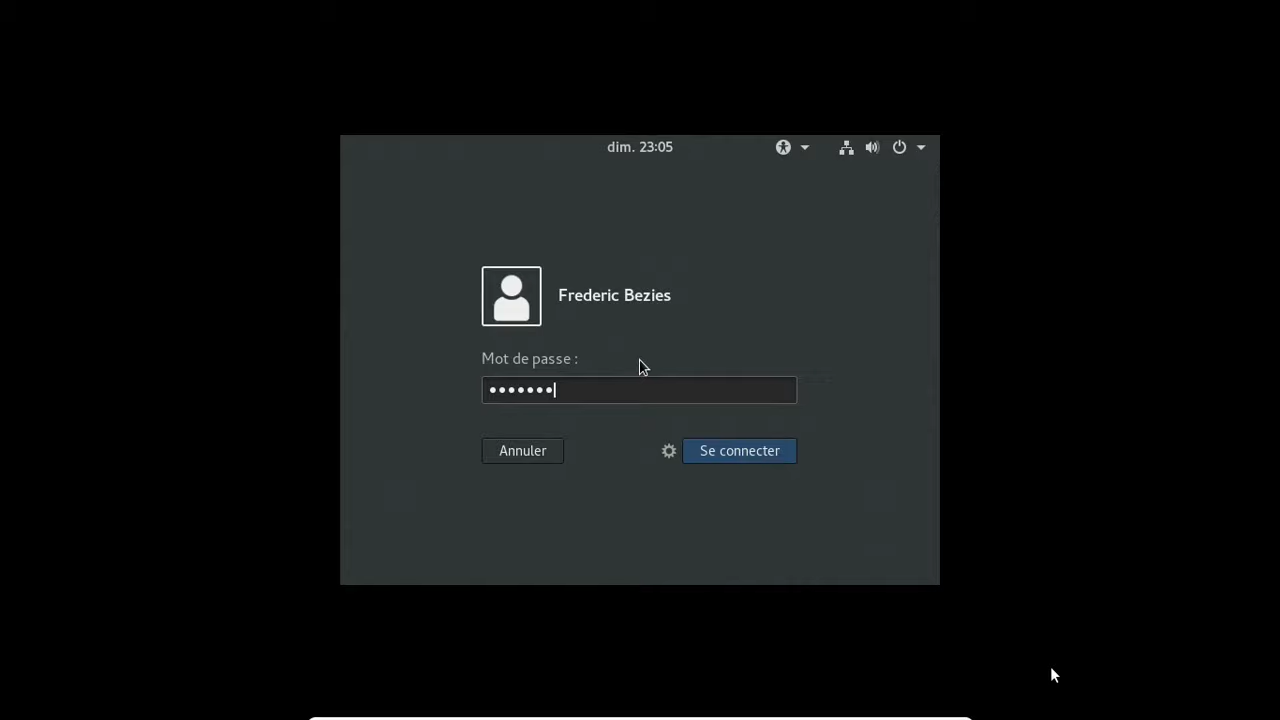 dim. 23:05
Frederic Bezies
Mot de passe :
•••••••
Annuler
Se connecter